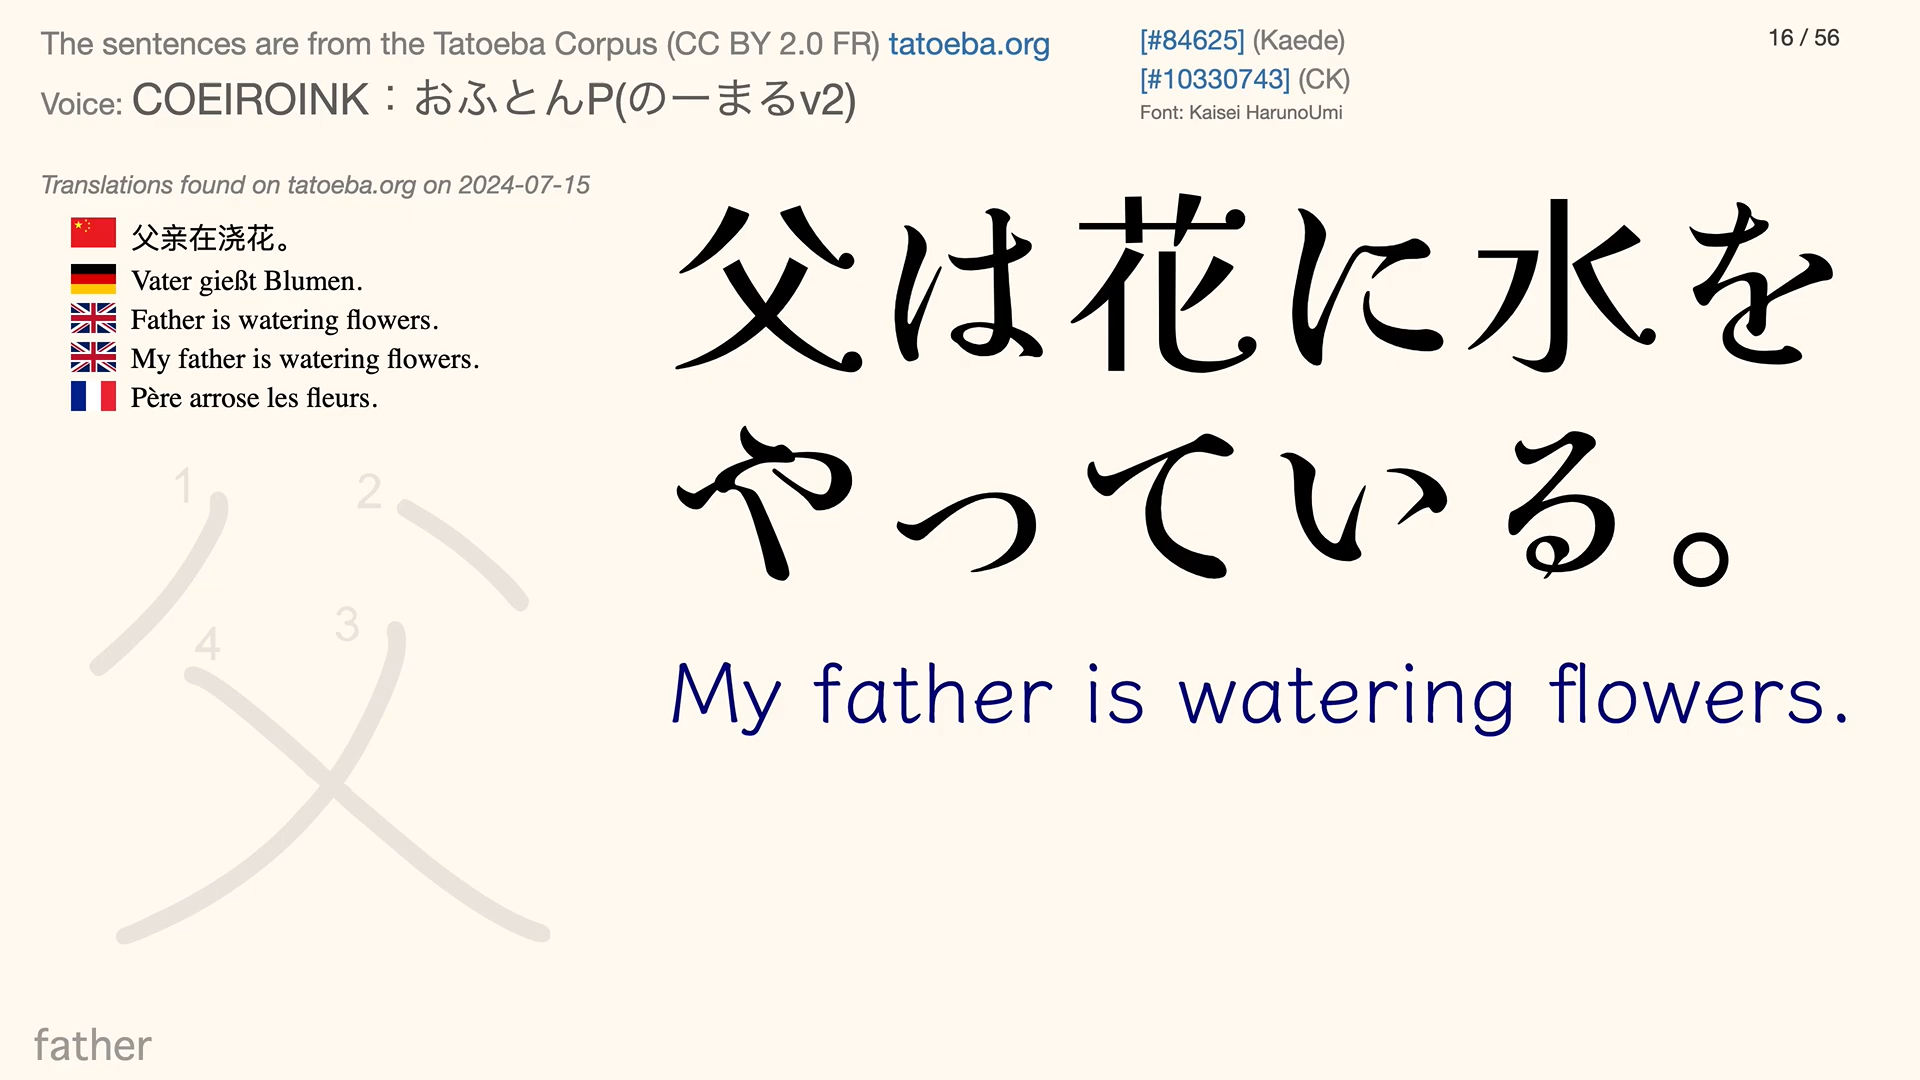 The sentences are from the Tatoeba Corpus (CC BY 2.0 FR) tatoeba.org
Voice: COEIROINK：おふとんP(のーまるv2)
[#84625] (Kaede)
[#10330743] (CK)
Font: Kaisei HarunoUmi
16 / 56
Translations found on tatoeba.org on 2024-07-15
父亲在浇花。
Vater gießt Blumen.
Father is watering flowers.
My father is watering flowers.
Père arrose les fleurs.
父は花に水を
やっている。
My father is watering flowers.
1
2
3
4
father